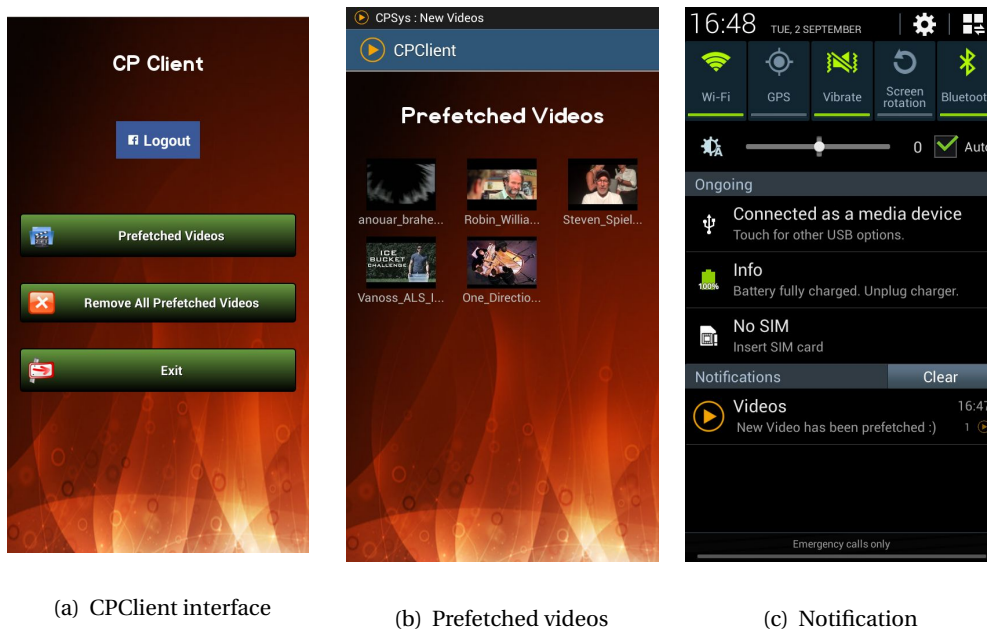 CP Client
Logout
Prefetched Videos
Remove All Prefetched Videos
Exit
(a) CPClient interface
CPSys : New Videos
CPClient
Prefetched Videos
anouar_brahe...
Robin_Willia...
Steven_Spiel...
ICE
BUCKET
CHALLENGE
Vanoss_ALS_I...
One_Directio...
(b) Prefetched videos
16:48 TUE, 2 SEPTEMBER
Wi-Fi
GPS
Vibrate
Screen
rotation
Bluetoot
0 Auto
Ongoing
Connected as a media device
Touch for other USB options.
100%
Info
Battery fully charged. Unplug charger.
No SIM
Insert SIM card
Notifications Clear
Videos 16:47
New Video has been prefetched :) 1
Emergency calls only
(c) Notification